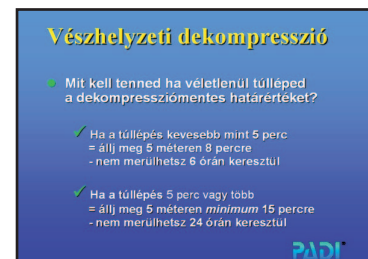 Vészhelyzeti dekompresszió
Mit kell tenned ha véletlenül túlléped
a dekompressziómentes határértéket?
Ha a túllépés kevesebb mint 5 perc
= állj meg 5 méteren 8 percre
- nem merülhetsz 6 órán keresztül
Ha a túllépés 5 perc vagy több
= állj meg 5 méteren minimum 15 percre
- nem merülhetsz 24 órán keresztül
PADI